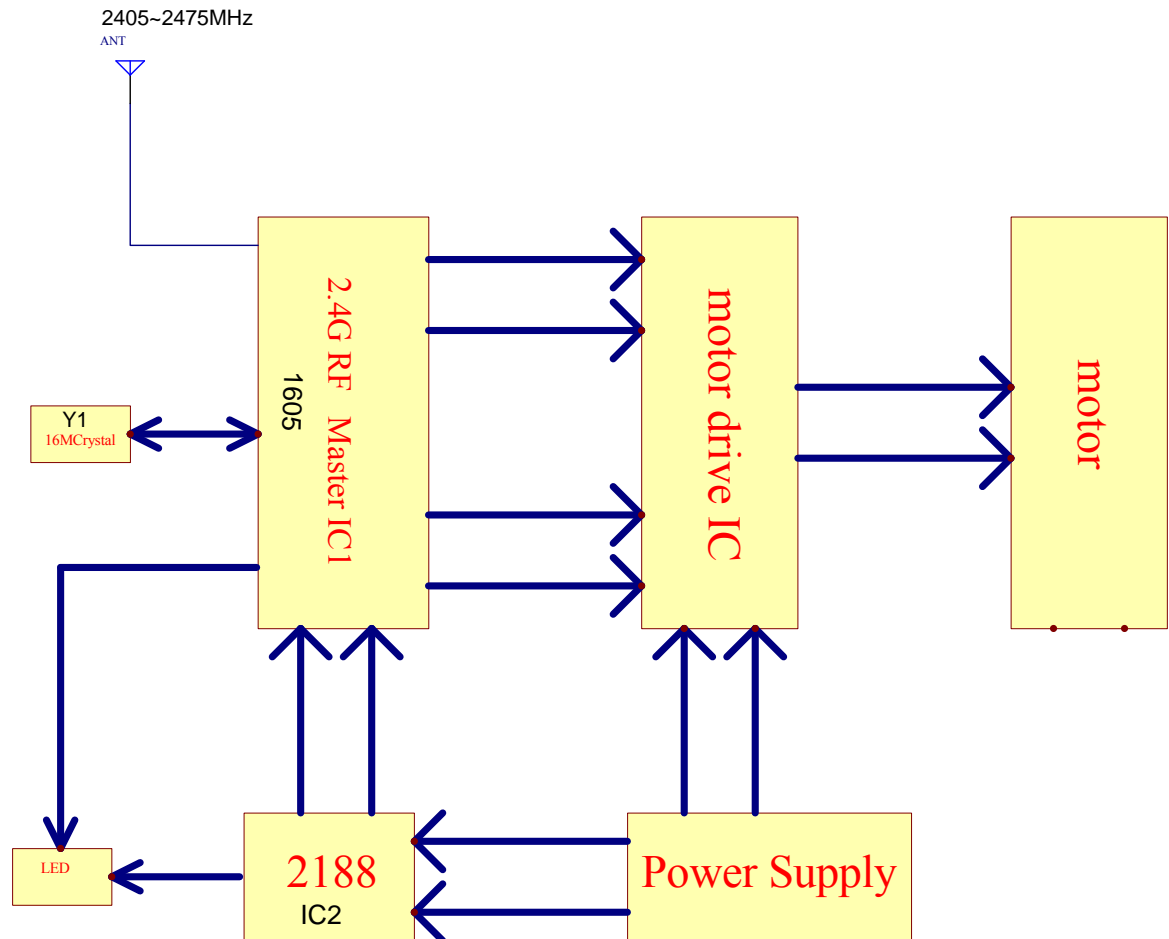 2405~2475MHz
ANT
2.4G RF Master IC1
1605
motor drive IC
motor
Y1
16MCrystal
LED
2188
IC2
Power Supply